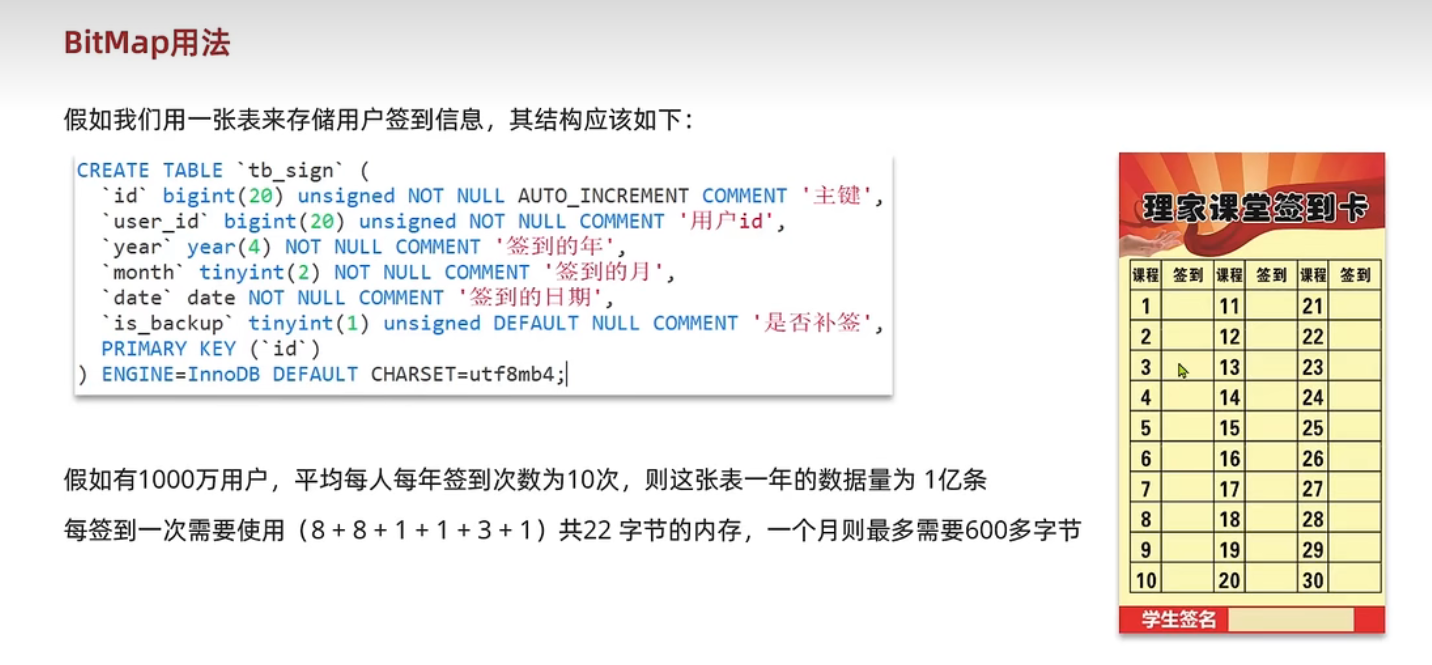 BitMap用法
假如我们用一张表来存储用户签到信息，其结构应该如下：
CREATE TABLE `tb_sign` (
`id` bigint(20) unsigned NOT NULL AUTO_INCREMENT COMMENT '主键',
`user_id` bigint(20) unsigned NOT NULL COMMENT '用户id',
`year` year(4) NOT NULL COMMENT '签到的年',
`month` tinyint(2) NOT NULL COMMENT '签到的月',
`date` date NOT NULL COMMENT '签到的日期',
`is_backup` tinyint(1) unsigned DEFAULT NULL COMMENT '是否补签',
PRIMARY KEY (`id`)
) ENGINE=InnoDB DEFAULT CHARSET=utf8mb4;
假如有1000万用户，平均每人每年签到次数为10次，则这张表一年的数据量为 1亿条
每签到一次需要使用（8 + 8 + 1 + 1 + 3 + 1）共22 字节的内存，一个月则最多需要600多字节
理家课堂签到卡
课程 签到 课程 签到 课程 签到
1 11 21
2 12 22
3 13 23
4 14 24
5 15 25
6 16 26
7 17 27
8 18 28
9 19 29
10 20 30
学生签名